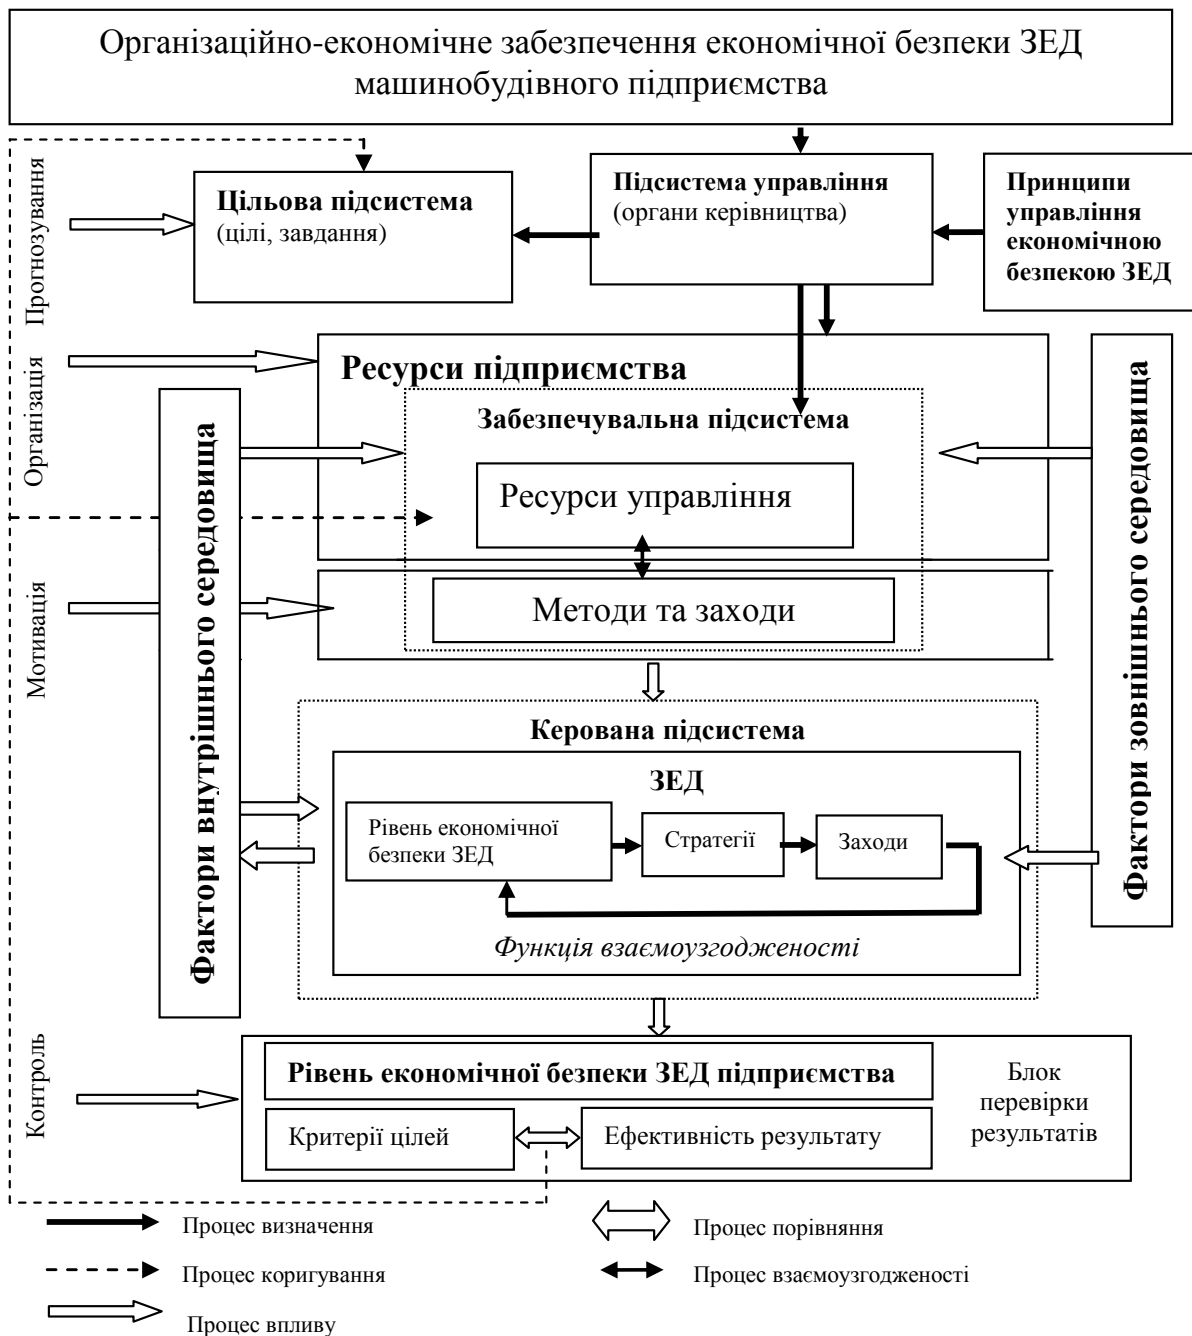 Організаційно-економічне забезпечення економічної безпеки ЗЕД
машинобудівного підприємства
Прогнозування
Цільова підсистема
(цілі, завдання)
Підсистема управління
(органи керівництва)
Принципи
управління
економічною
безпекою ЗЕД
Організація
Ресурси підприємства
Забезпечувальна підсистема
Ресурси управління
Фактори внутрішнього середовища
Фактори зовнішнього середовища
Мотивація
Методи та заходи
Керована підсистема
ЗЕД
Рівень економічної
безпеки ЗЕД
Стратегії
Заходи
Функція взаємоузгодженості
Контроль
Рівень економічної безпеки ЗЕД підприємства
Критерії цілей
Ефективність результату
Блок
перевірки
результатів
Процес визначення
Процес порівняння
Процес коригування
Процес взаємоузгодженості
Процес впливу